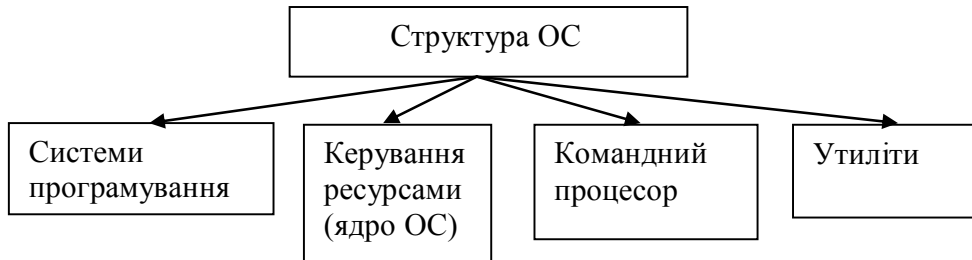 Структура ОС
Системи
програмування
Керування
ресурсами
(ядро ОС)
Командний
процесор
Утиліти